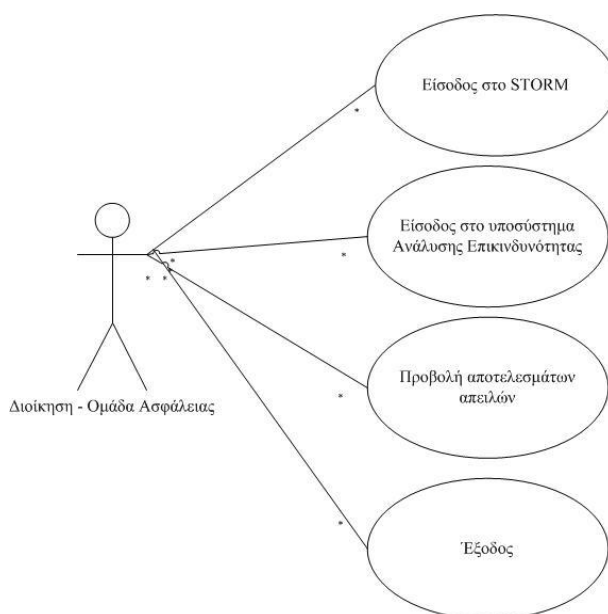 Είσοδος στο STORM
*
Είσοδος στο υποσύστημα
Ανάλυσης Επικινδυνότητας
*
*
*
*
*
Προβολή αποτελεσμάτων
απειλών
*
Διοίκηση - Ομάδα Ασφάλειας
*
Έξοδος